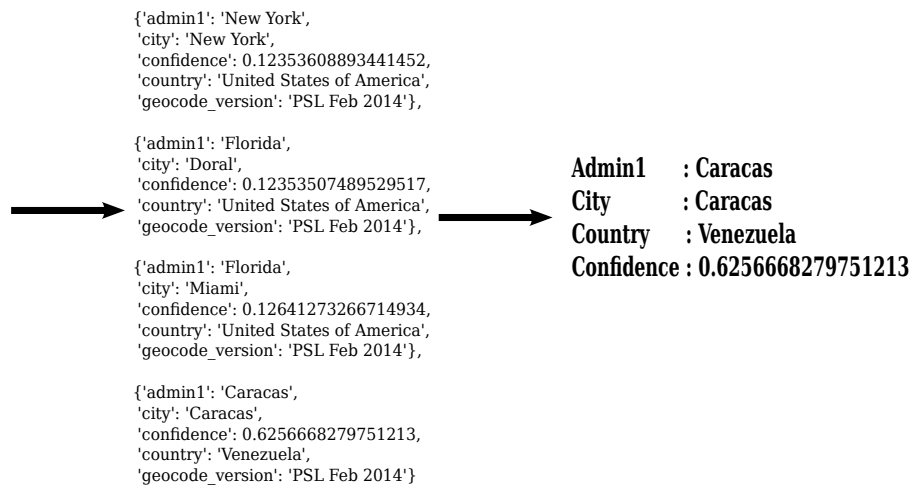 {'admin1': 'New York',
'city': 'New York',
'confidence': 0.12353608893441452,
'country': 'United States of America',
'geocode_version': 'PSL Feb 2014'},
{'admin1': 'Florida',
'city': 'Doral',
'confidence': 0.12353507489529517,
'country': 'United States of America',
'geocode_version': 'PSL Feb 2014'},
{'admin1': 'Florida',
'city': 'Miami',
'confidence': 0.12641273266714934,
'country': 'United States of America',
'geocode_version': 'PSL Feb 2014'},
{'admin1': 'Caracas',
'city': 'Caracas',
'confidence': 0.6256668279751213,
'country': 'Venezuela',
'geocode_version': 'PSL Feb 2014'}
Admin1 : Caracas
City : Caracas
Country : Venezuela
Confidence : 0.6256668279751213